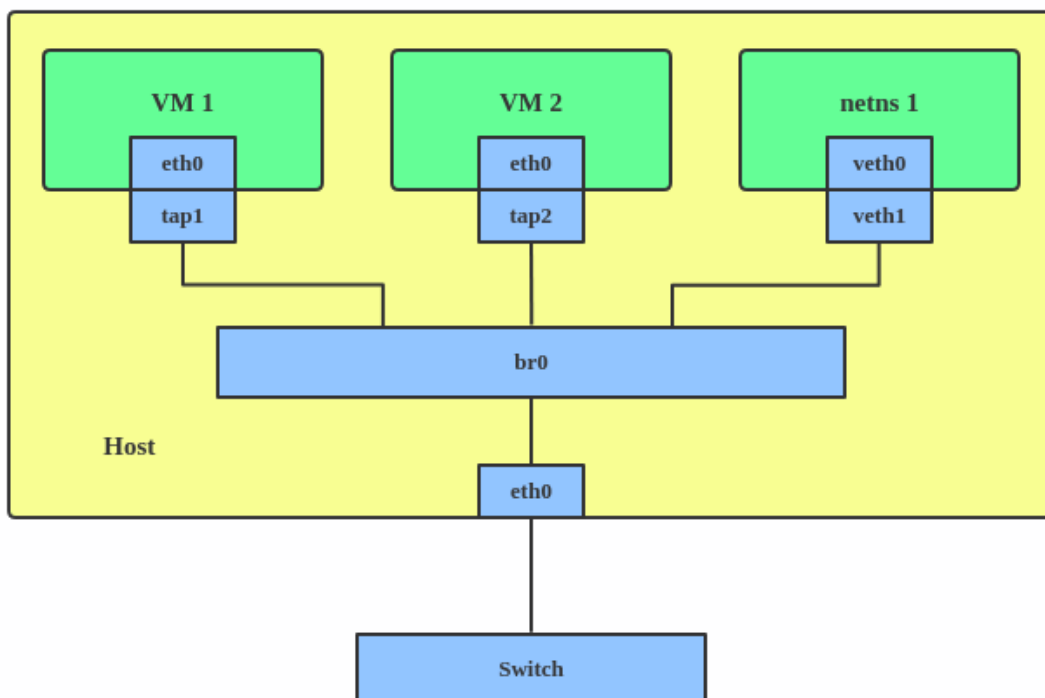 VM 1
VM 2
netns 1
eth0
eth0
veth0
tap1
tap2
veth1
br0
Host
eth0
Switch